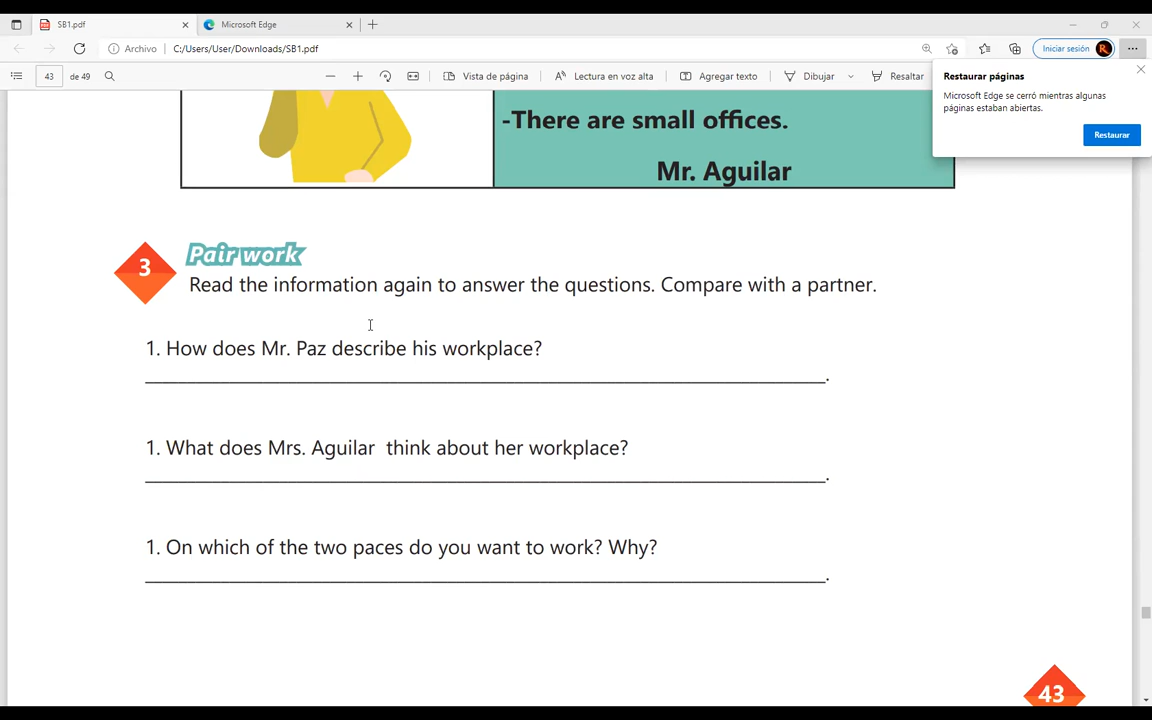 SB1.pdf
Microsoft Edge
Archivo
C:/Users/User/Downloads/SB1.pdf
Iniciar sesión
R
43 de 49
Vista de página
Lectura en voz alta
Agregar texto
Dibujar
Resaltar
Restaurar páginas
Microsoft Edge se cerró mientras algunas
páginas estaban abiertas.
Restaurar
-There are small offices.
Mr. Aguilar
3
Pair work
Read the information again to answer the questions. Compare with a partner.
1. How does Mr. Paz describe his workplace?
1. What does Mrs. Aguilar think about her workplace?
1. On which of the two paces do you want to work? Why?
43